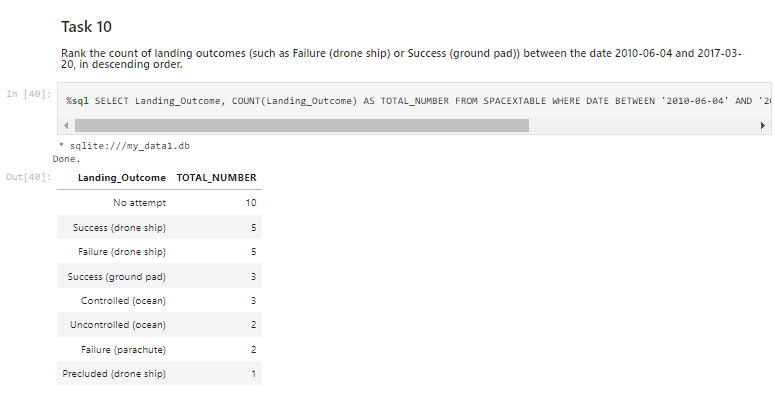 Task 10
Rank the count of landing outcomes (such as Failure (drone ship) or Success (ground pad)) between the date 2010-06-04 and 2017-03-
20, in descending order.
In [40]: %sql SELECT Landing_Outcome, COUNT(Landing_Outcome) AS TOTAL_NUMBER FROM SPACEXTABLE WHERE DATE BETWEEN '2010-06-04' AND '20
* sqlite:///my_data1.db
Done.
Out[40]: Landing_Outcome TOTAL_NUMBER
No attempt 10
Success (drone ship) 5
Failure (drone ship) 5
Success (ground pad) 3
Controlled (ocean) 3
Uncontrolled (ocean) 2
Failure (parachute) 2
Precluded (drone ship) 1